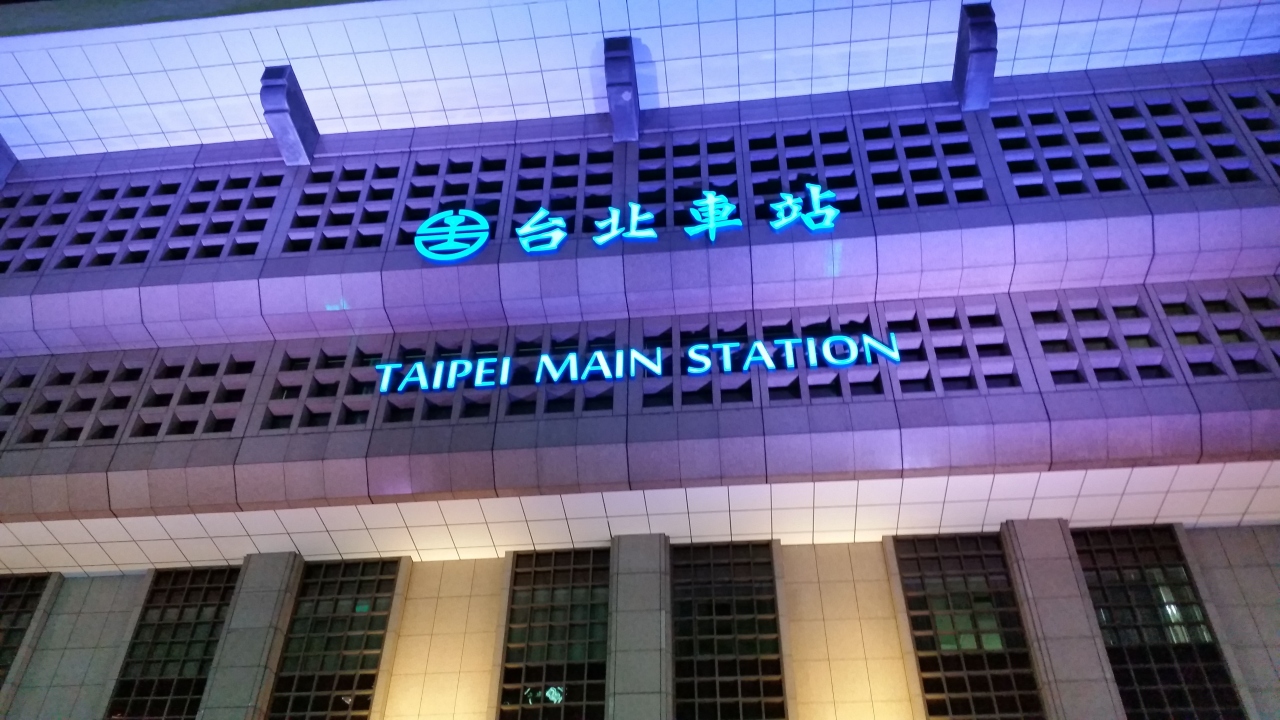 台北車站
TAIPEI MAIN STATION